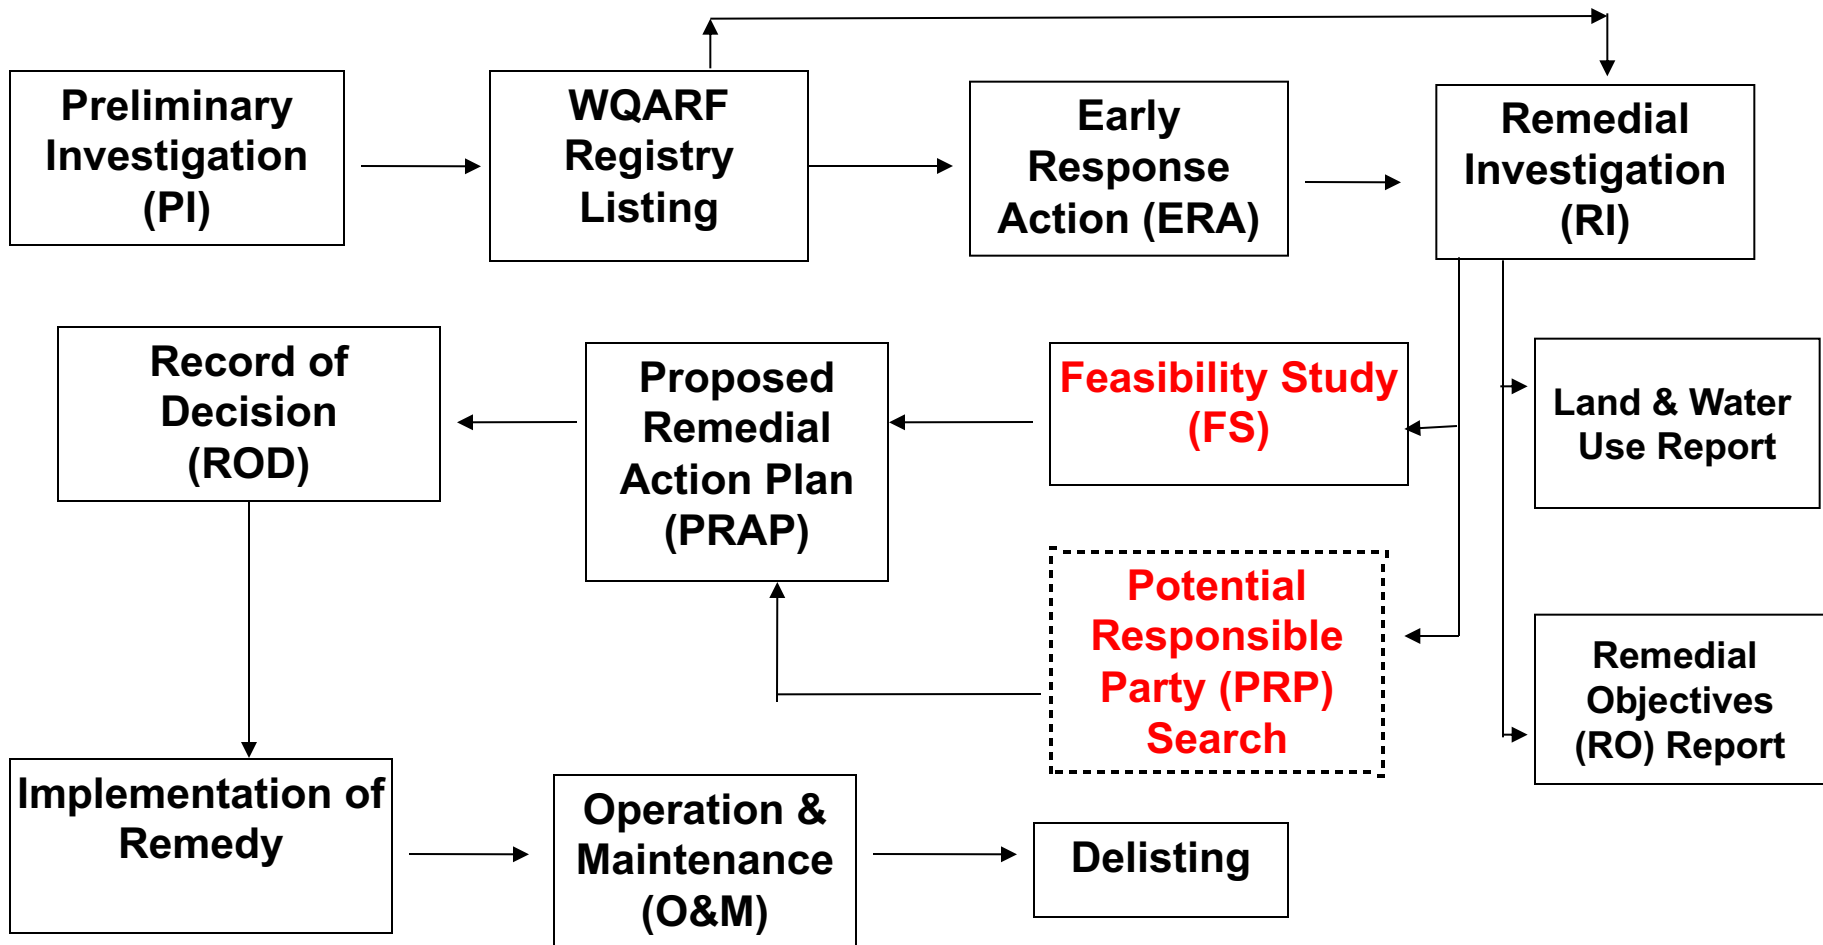 Preliminary
Investigation
(PI)
WQARF
Registry
Listing
Early
Response
Action (ERA)
Remedial
Investigation
(RI)
Record of
Decision
(ROD)
Proposed
Remedial
Action Plan
(PRAP)
Feasibility Study
(FS)
Land & Water
Use Report
Potential
Responsible
Party (PRP)
Search
Remedial
Objectives
(RO) Report
Implementation of
Remedy
Operation &
Maintenance
(O&M)
Delisting